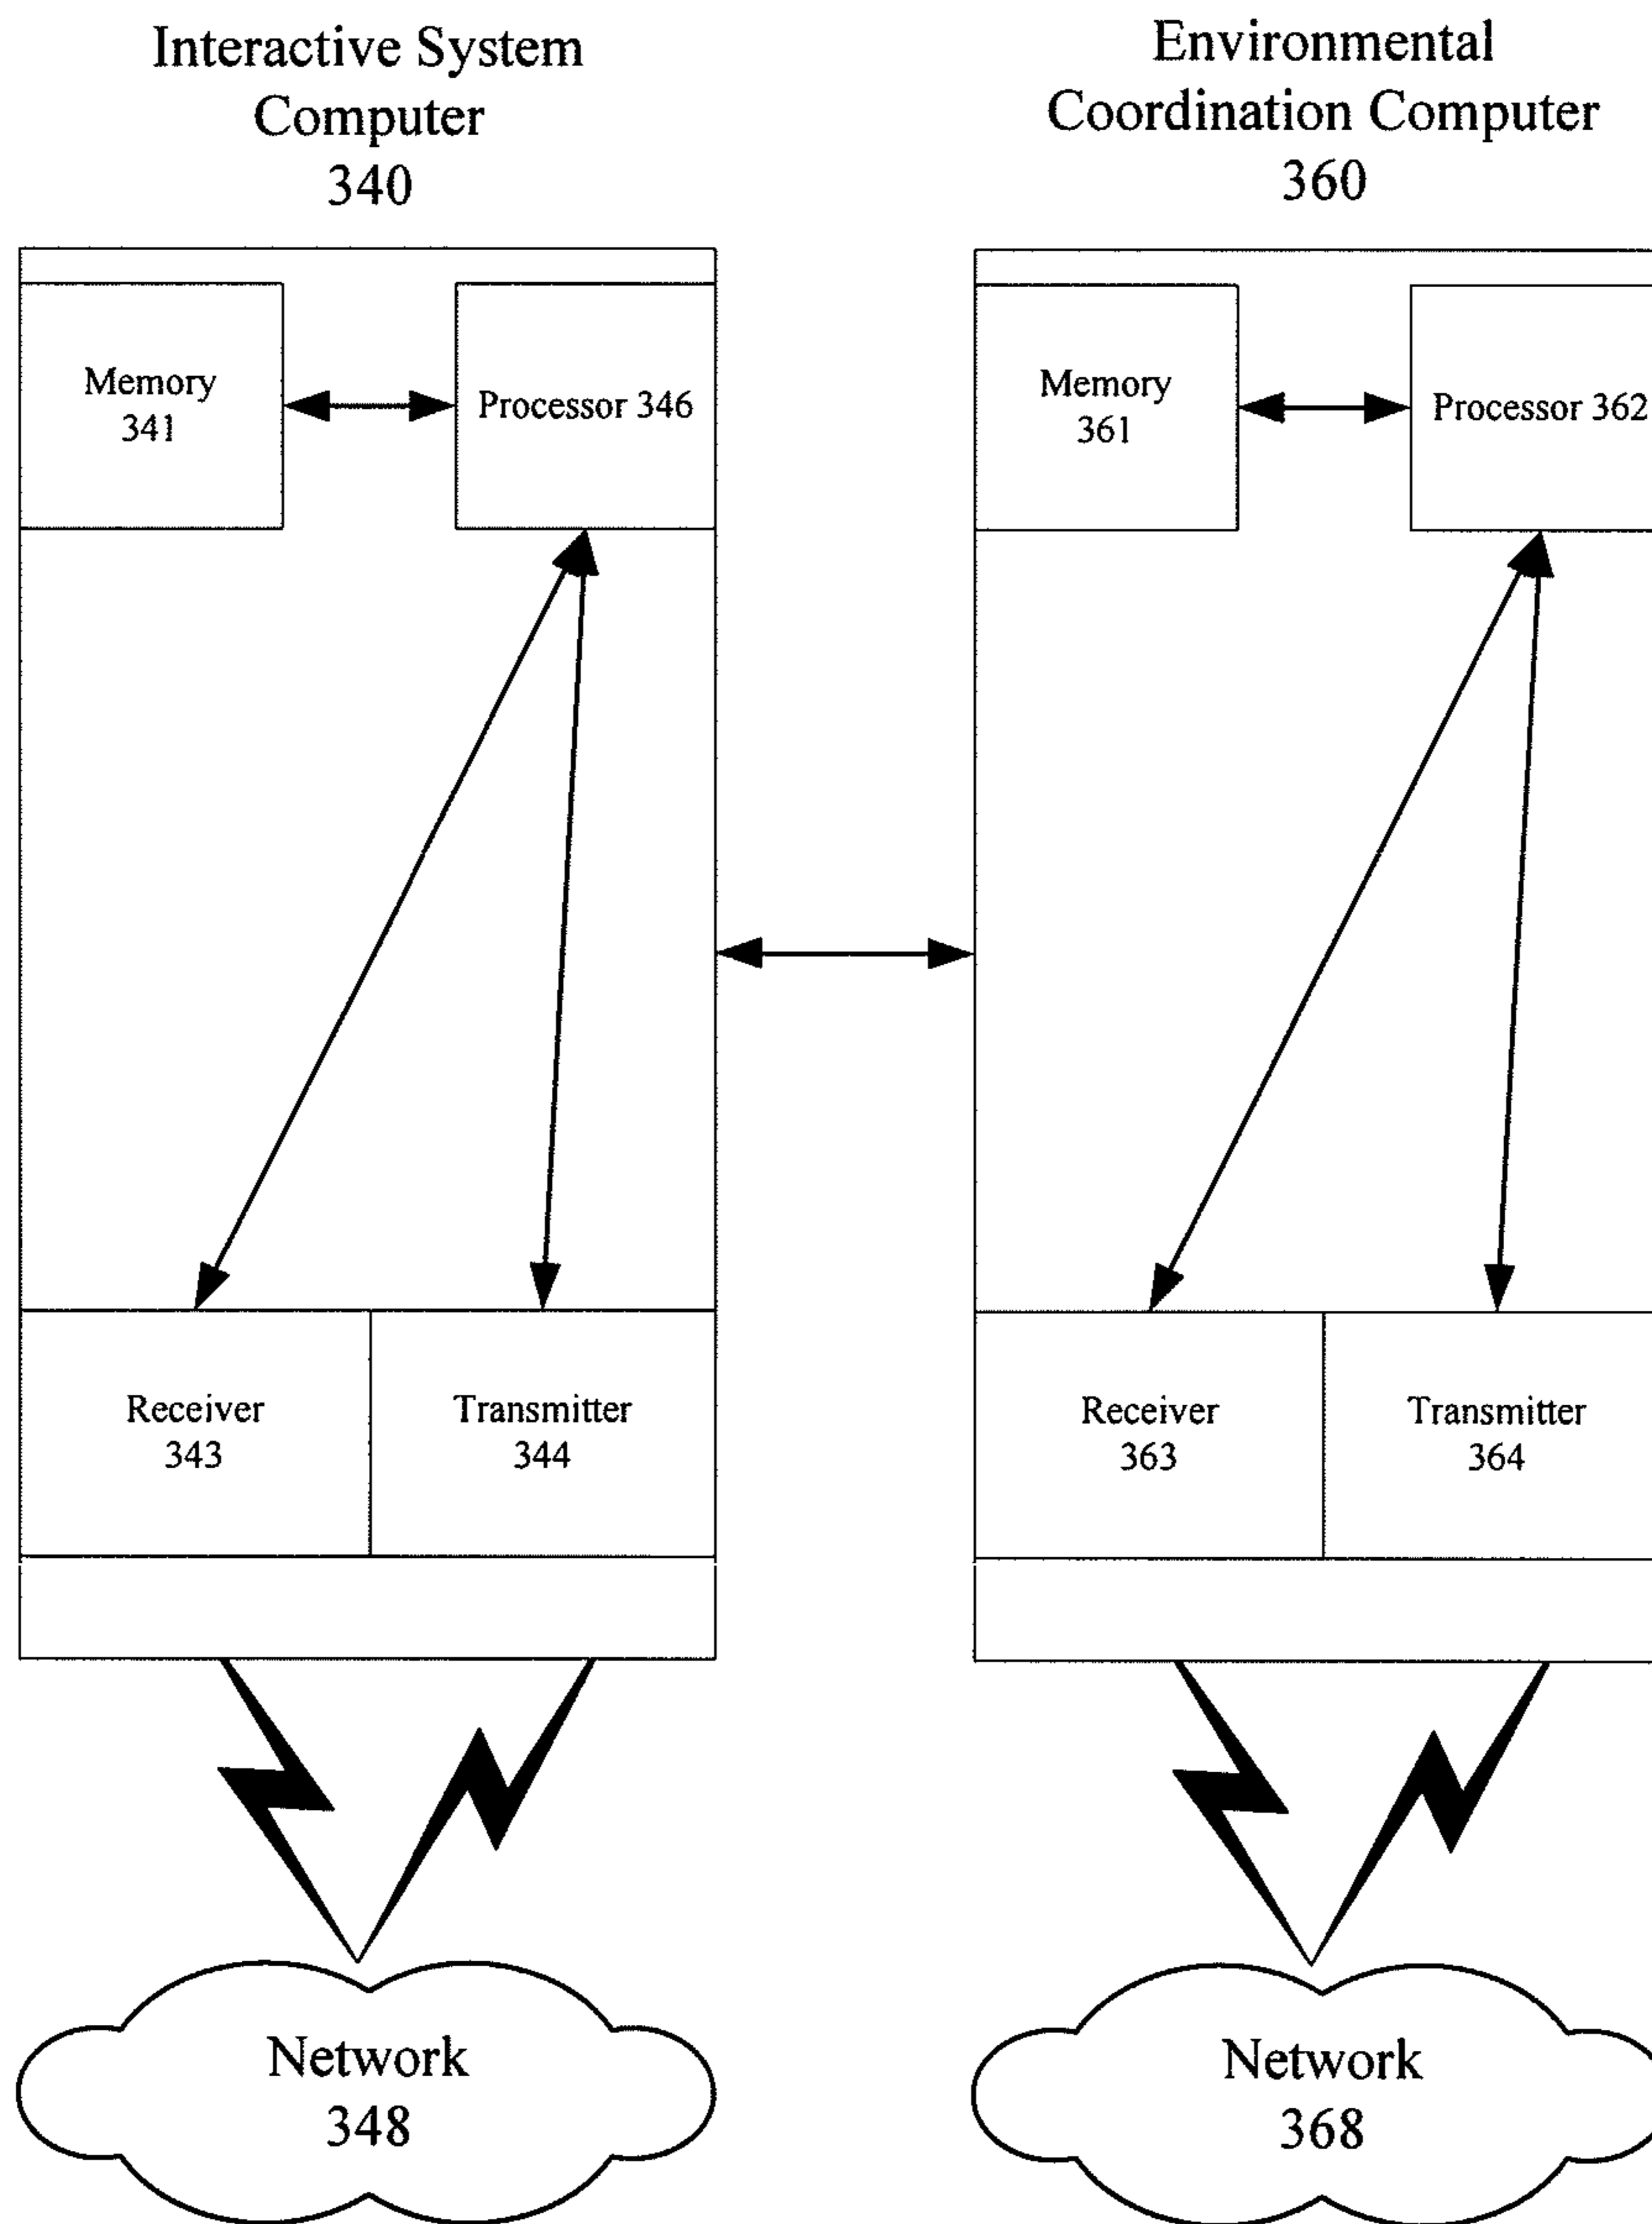 Interactive System
Computer
340
Environmental
Coordination Computer
360
Memory
341
Processor 346
Memory
361
Processor 362
Receiver
343
Transmitter
344
Receiver
363
Transmitter
364
Network
348
Network
368